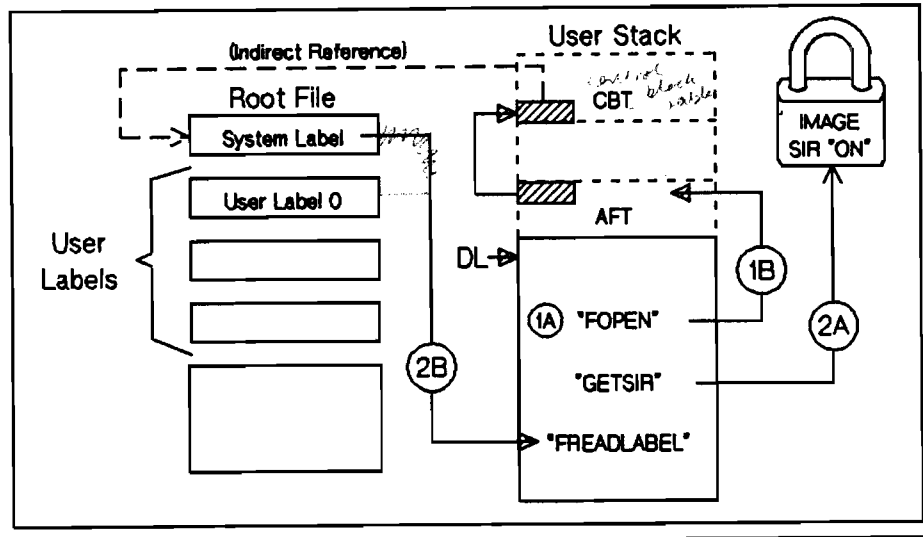 User Stack
(Indirect Reference)
control block table
CBT
Root File
System Label
IMAGE
SIR "ON"
User Label 0
AFT
User
Labels
DL
1B
1A "FOPEN"
2A
2B
"GETSIR"
"FREADLABEL"